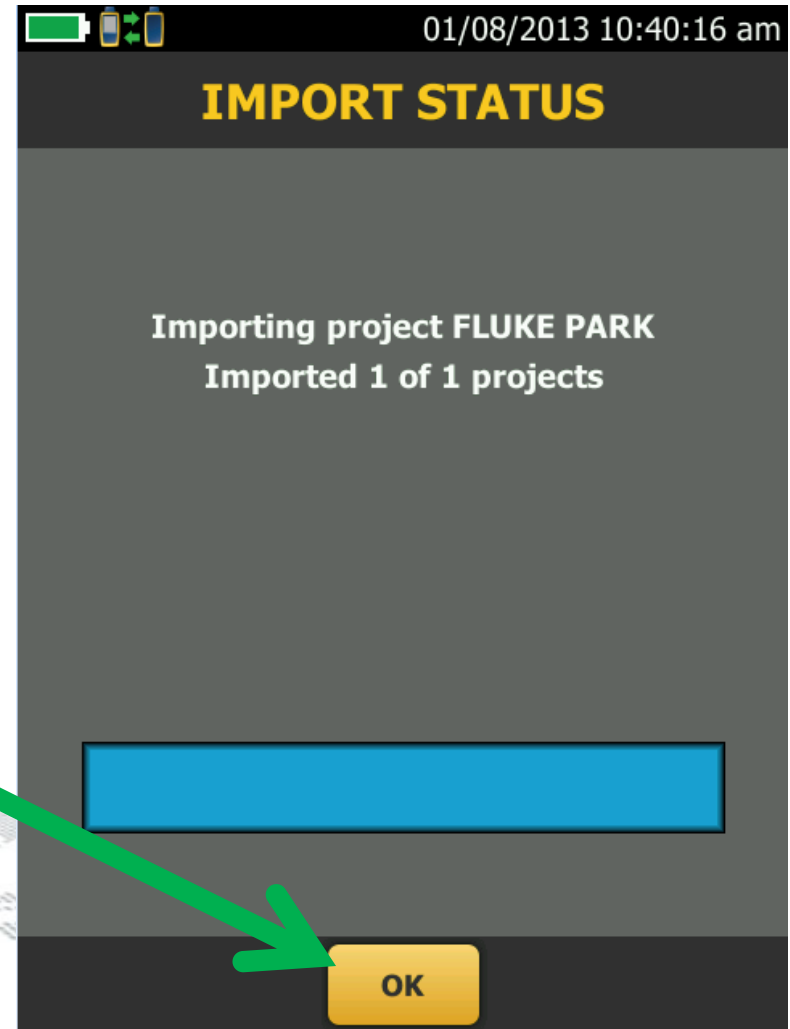 01/08/2013 10:40:16 am
IMPORT STATUS
Importing project FLUKE PARK
Imported 1 of 1 projects
OK